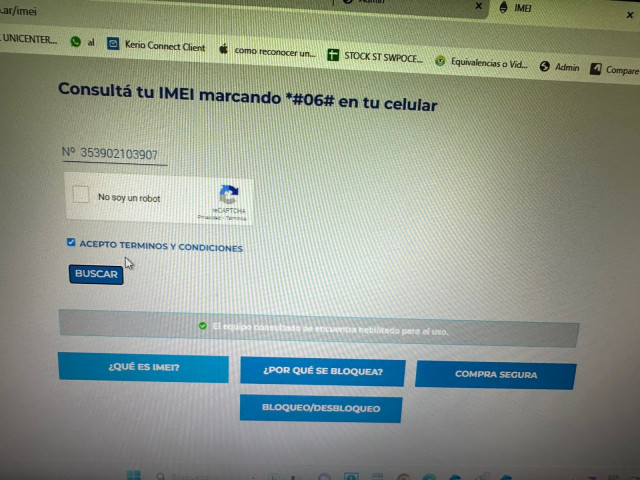 .ar/imei
IMEI
UNICENTER...
al
Kerio Connect Client
como reconocer un...
STOCK ST SWPOCE...
Equivalencias o Vid...
Admin
Compare
Consultá tu IMEI marcando *#06# en tu celular
Nº 353902103907
No soy un robot
reCAPTCHA
Privacidad - Términos
ACEPTO TERMINOS Y CONDICIONES
BUSCAR
El equipo consultado se encuentra habilitado para el uso.
¿QUÉ ES IMEI?
¿POR QUÉ SE BLOQUEA?
COMPRA SEGURA
BLOQUEO/DESBLOQUEO